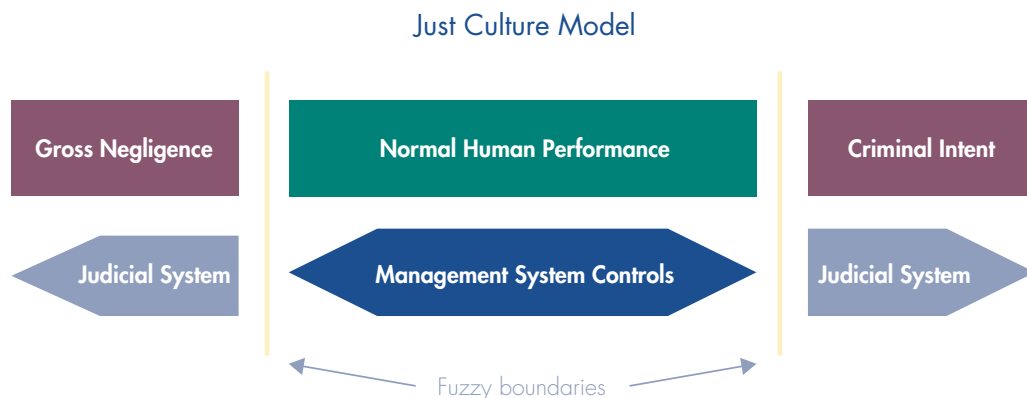 Just Culture Model
Gross Negligence
Normal Human Performance
Criminal Intent
Judicial System
Management System Controls
Judicial System
Fuzzy boundaries